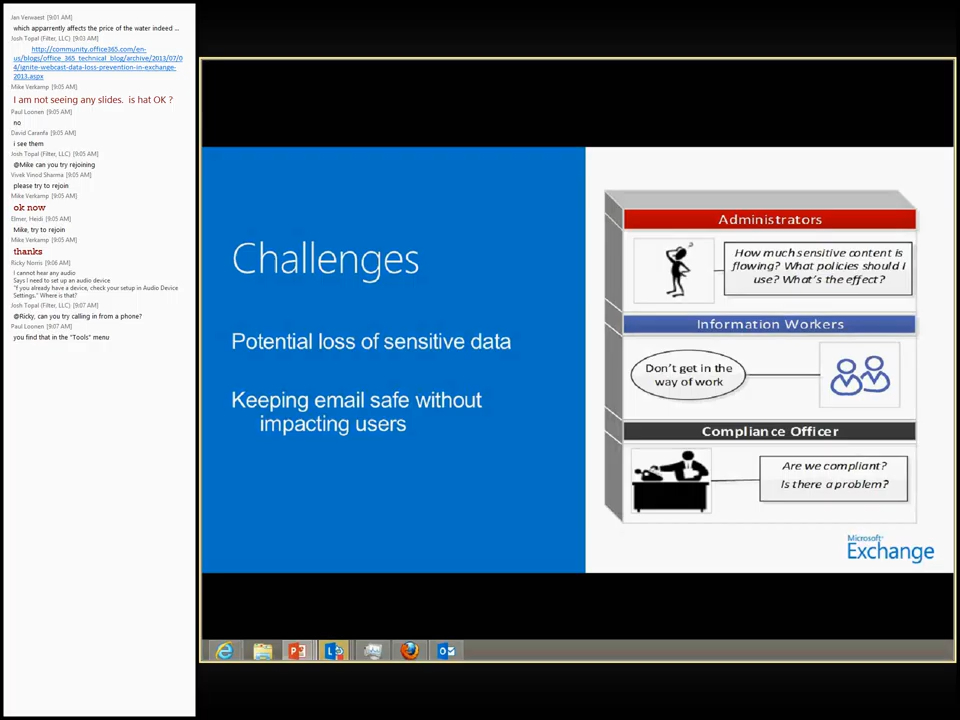 Jan Verwaest [9:01 AM]
which apparrently affects the price of the water indeed ...
Josh Topal (Filter, LLC) [9:03 AM]
http://community.office365.com/en-
us/blogs/office_365_technical_blog/archive/2013/07/0
4/ignite-webcast-data-loss-prevention-in-exchange-
2013.aspx
Mike Verkamp [9:05 AM]
I am not seeing any slides. is hat OK ?
Paul Loonen [9:05 AM]
no
David Caranfa [9:05 AM]
i see them
Josh Topal (Filter, LLC) [9:05 AM]
@Mike can you try rejoining
Vivek Vinod Sharma [9:05 AM]
please try to rejoin
Mike Verkamp [9:05 AM]
ok now
Elmer, Heidi [9:05 AM]
Mike, try to rejoin
Mike Verkamp [9:05 AM]
thanks
Ricky Norris [9:06 AM]
I cannot hear any audio
Says I need to set up an audio device
"f you already have a device, check your setup in Audio Device
Settings." Where is that?
Josh Topal (Filter, LLC) [9:07 AM]
@Ricky, can you try calling in from a phone?
Paul Loonen [9:07 AM]
you find that in the "Tools" menu
Challenges
Potential loss of sensitive data
Keeping email safe without
impacting users
Administrators
How much sensitive content is
flowing? What policies should I
use? What's the effect?
Information Workers
Don't get in the
way of work
Compliance Officer
Are we compliant?
Is there a problem?
Microsoft
Exchange